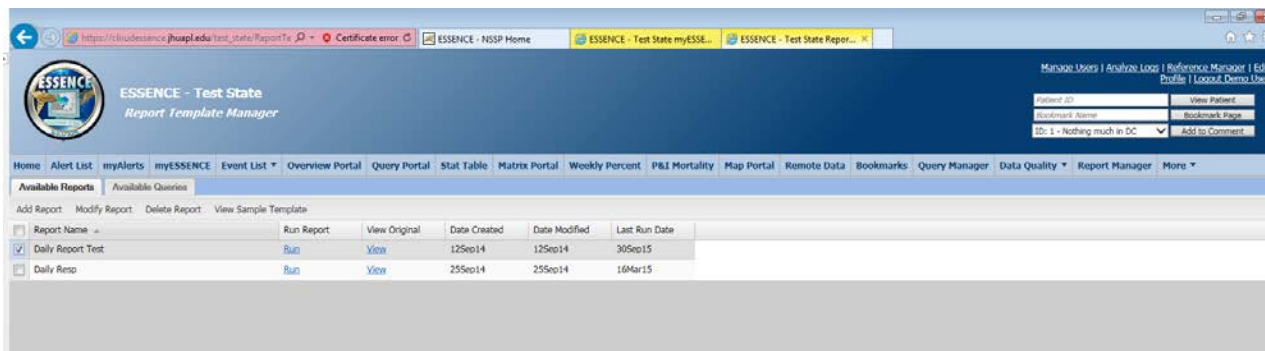 https://cloudessence.jhuapl.edu/test_state/ReportTe
Certificate error
ESSENCE - NSSP Home
ESSENCE - Test State myESSE...
ESSENCE - Test State Repor...
ESSENCE
ESSENCE - Test State
Report Template Manager
Manage Users | Analyze Logs | Reference Manager | Edi
Profile | Logout Demo Use
Patient ID View Patient
Bookmark Name Bookmark Page
ID: 1 - Nothing much in DC Add to Comment
Home Alert List myAlerts myESSENCE Event List Overview Portal Query Portal Stat Table Matrix Portal Weekly Percent P&I Mortality Map Portal Remote Data Bookmarks Query Manager Data Quality Report Manager More
Available Reports Available Queries
Add Report Modify Report Delete Report View Sample Template
Report Name Run Report View Original Date Created Date Modified Last Run Date
Daily Report Test Run View 12Sep14 12Sep14 30Sep15
Daily Resp Run View 25Sep14 25Sep14 16Mar15